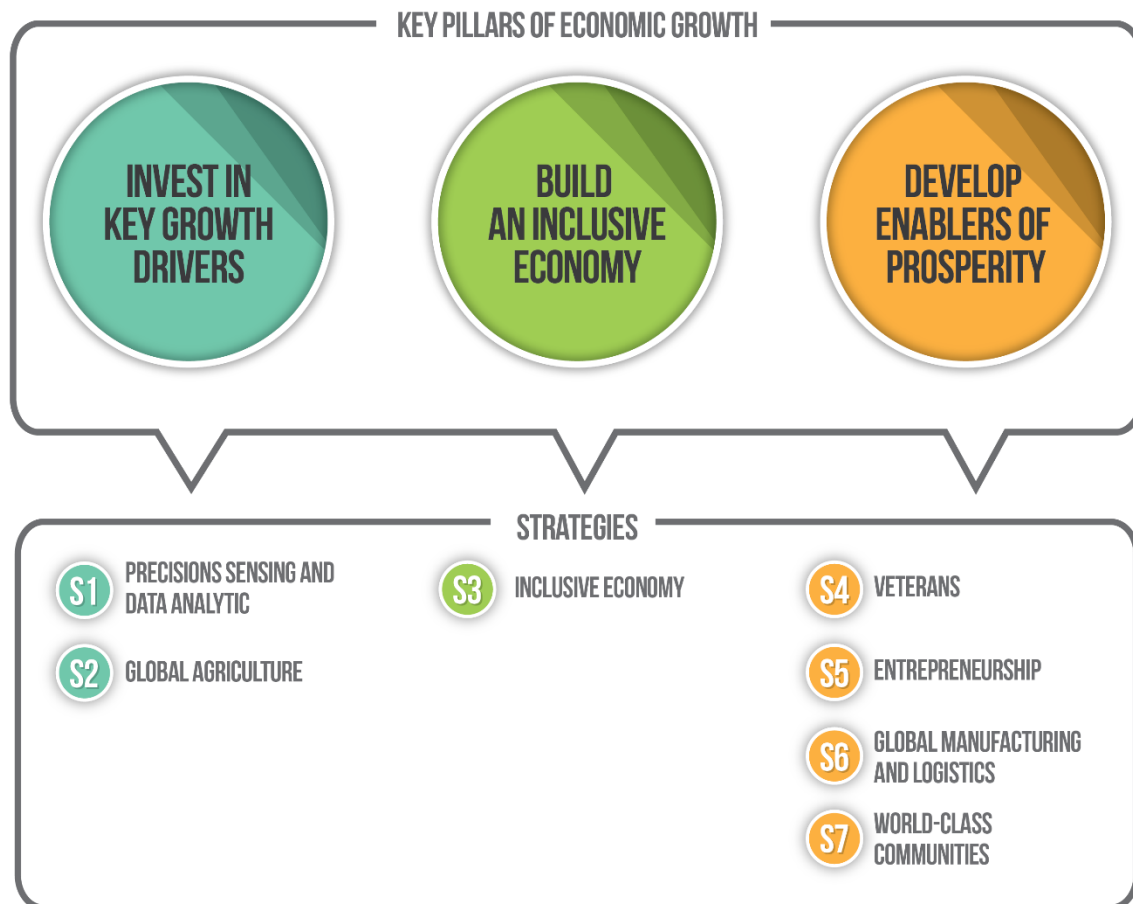 KEY PILLARS OF ECONOMIC GROWTH
INVEST IN
KEY GROWTH
DRIVERS
BUILD
AN INCLUSIVE
ECONOMY
DEVELOP
ENABLERS OF
PROSPERITY
STRATEGIES
S1
PRECISIONS SENSING AND
DATA ANALYTIC
S2
GLOBAL AGRICULTURE
S3
INCLUSIVE ECONOMY
S4
VETERANS
S5
ENTREPRENEURSHIP
S6
GLOBAL MANUFACTURING
AND LOGISTICS
S7
WORLD-CLASS
COMMUNITIES